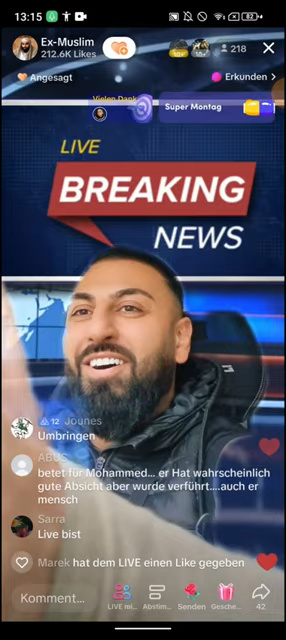 13:15
82
Ex-Muslim
212.6K Likes
218
Angesagt
Erkunden >
Vielen Dank
Super Montag
LIVE
BREAKING
NEWS
12 Jounes
Umbringen
ABUS
betet für Mohammed... er Hat wahrscheinlich
gute Absicht aber wurde verführt....auch er
mensch
Sarra
Live bist
Marek hat dem LIVE einen Like gegeben
Komment...
LIVE mi...
Abstim...
Senden
Gesche...
42